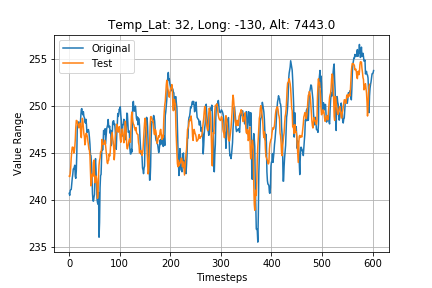 Temp_Lat: 32, Long: -130, Alt: 7443.0
Original
Test
Value Range
255
250
245
240
235
0 100 200 300 400 500 600
Timesteps